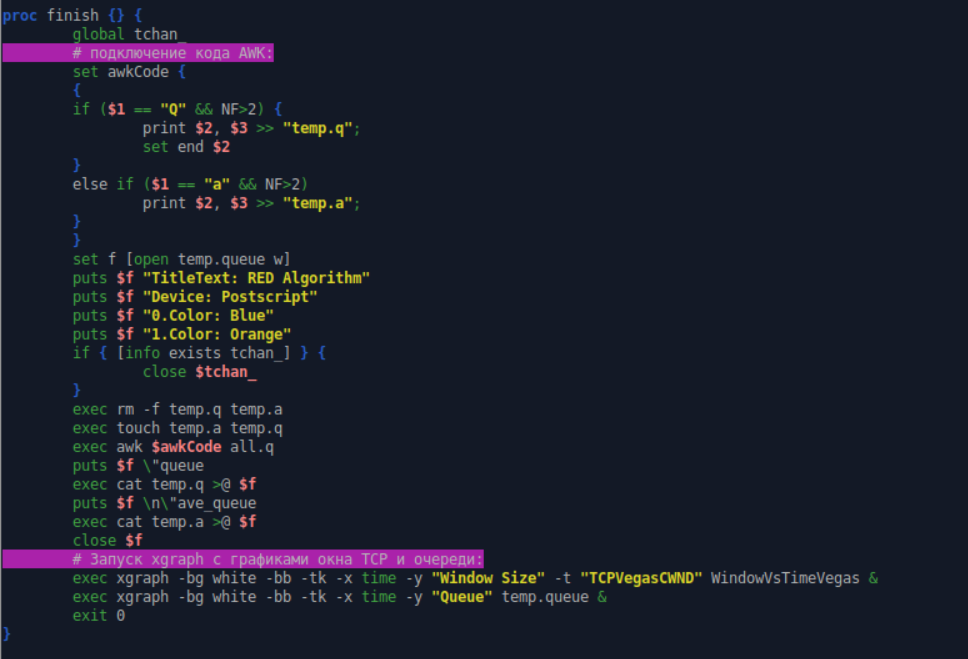 proc finish {} {
        global tchan_
        # подключение кода AWK:
        set awkCode {
        {
        if ($1 == "Q" && NF>2) {
                print $2, $3 >> "temp.q";
                set end $2
        }
        else if ($1 == "a" && NF>2)
                print $2, $3 >> "temp.a";
        }
        }
        set f [open temp.queue w]
        puts $f "TitleText: RED Algorithm"
        puts $f "Device: Postscript"
        puts $f "0.Color: Blue"
        puts $f "1.Color: Orange"
        if { [info exists tchan_] } {
                close $tchan_
        }
        exec rm -f temp.q temp.a
        exec touch temp.a temp.q
        exec awk $awkCode all.q
        puts $f \"queue
        exec cat temp.q >@ $f
        puts $f \n\"ave_queue
        exec cat temp.a >@ $f
        close $f
        # Запуск xgraph с графиками окна TCP и очереди:
        exec xgraph -bg white -bb -tk -x time -y "Window Size" -t "TCPVegasCWND" WindowVsTimeVegas &
        exec xgraph -bg white -bb -tk -x time -y "Queue" temp.queue &
        exit 0
}